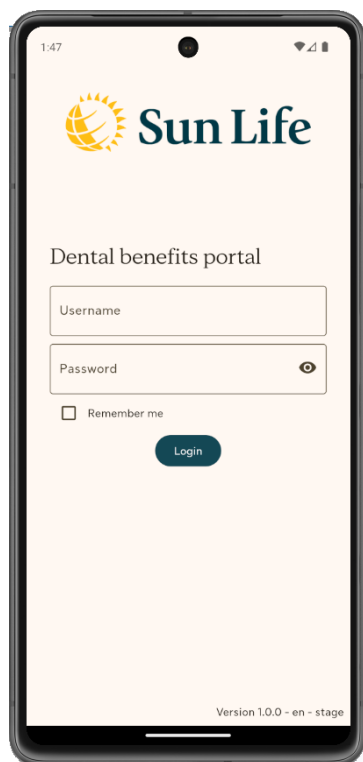 1:47
Sun Life
Dental benefits portal
Username
Password
Remember me
Login
Version 1.0.0 - en - stage